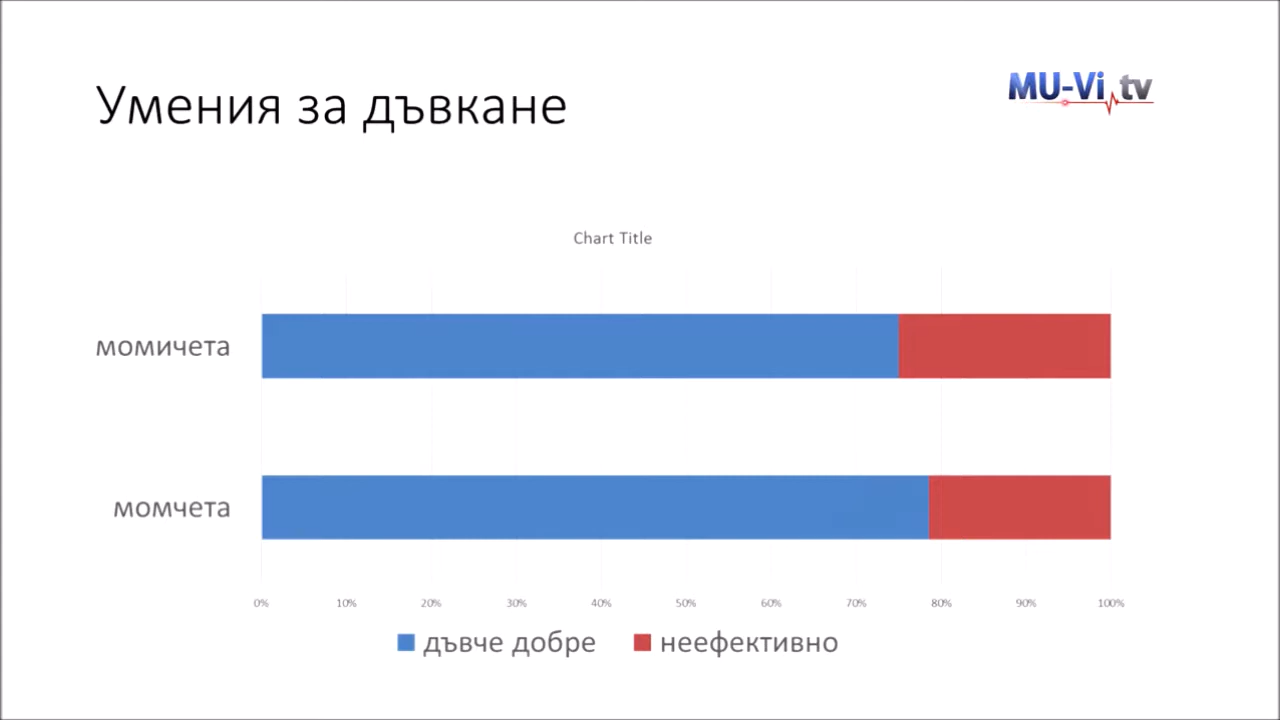 Умения за дъвкане
MU-Vi.tv
Chart Title
момичета
момчета
0% 10% 20% 30% 40% 50% 60% 70% 80% 90% 100%
дъвче добре неефективно